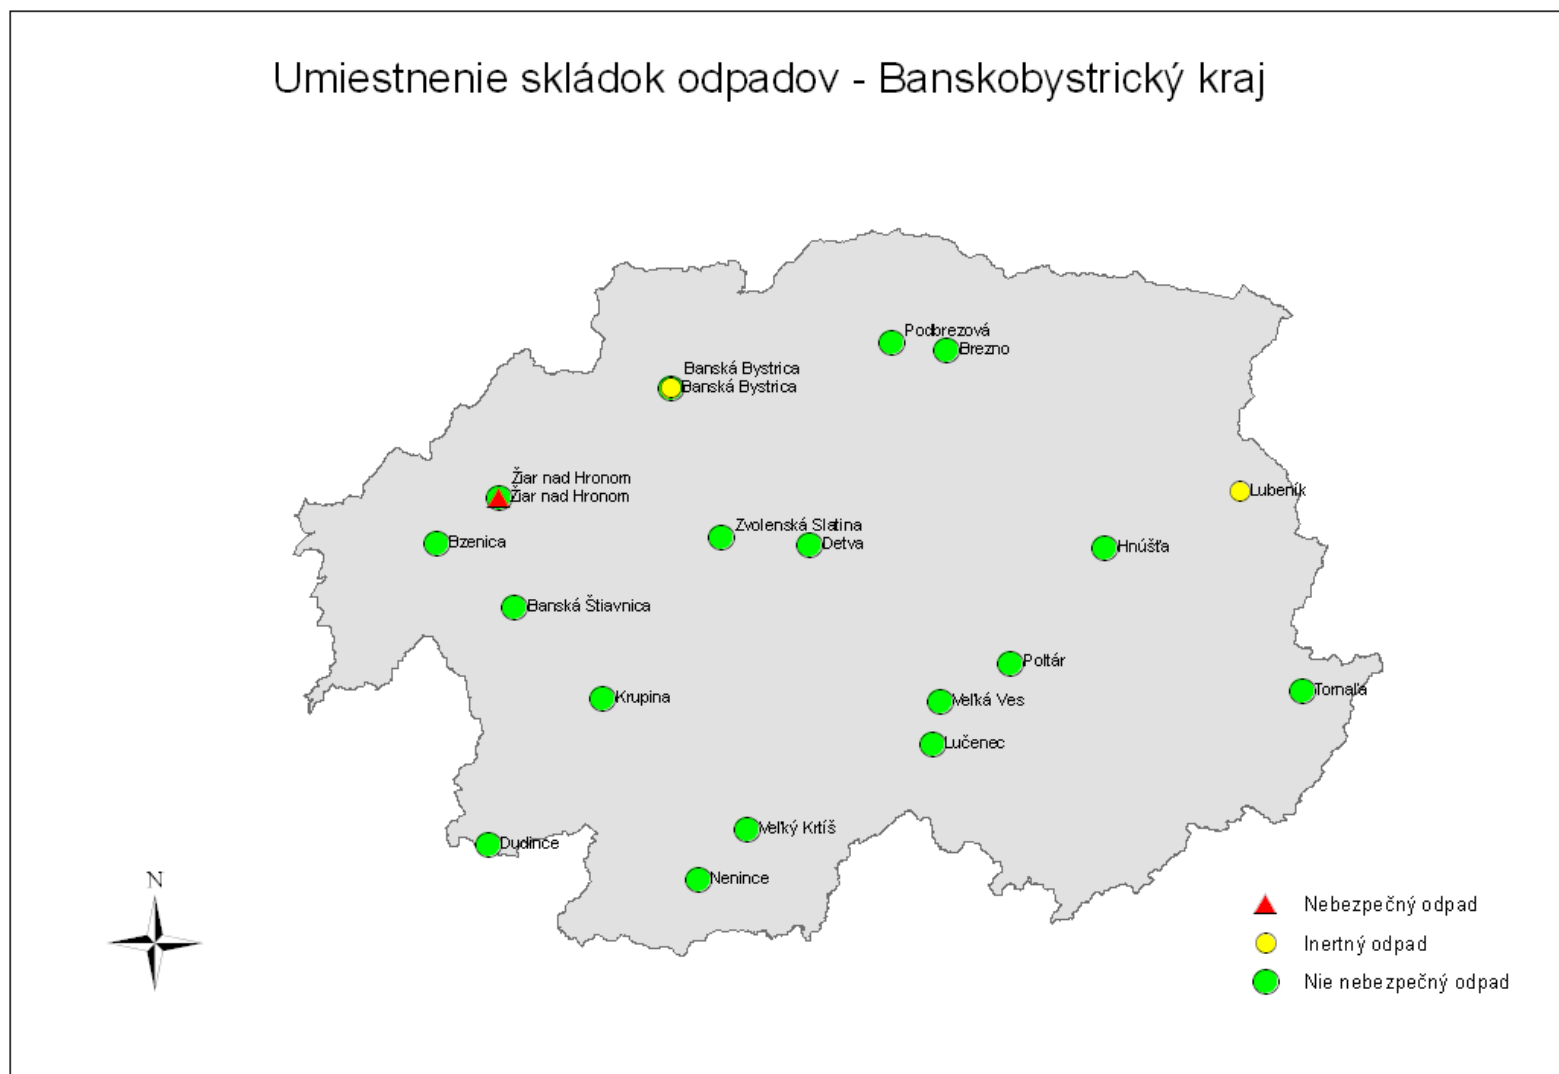 Umiestnenie skládok odpadov - Banskobystrický kraj
Podbrezová
Brezno
Banská Bystrica
Banská Bystrica
Žiar nad Hronom
Žiar nad Hronom
Lubeník
Zvolenská Slatina
Bzenica
Detva
Hnúšťa
Banská Štiavnica
Poltár
Krupina
Veľká Ves
Tornaľa
Lučenec
Veľký Krtíš
Dudince
Nenince
N
Nebezpečný odpad
Inertný odpad
Nie nebezpečný odpad